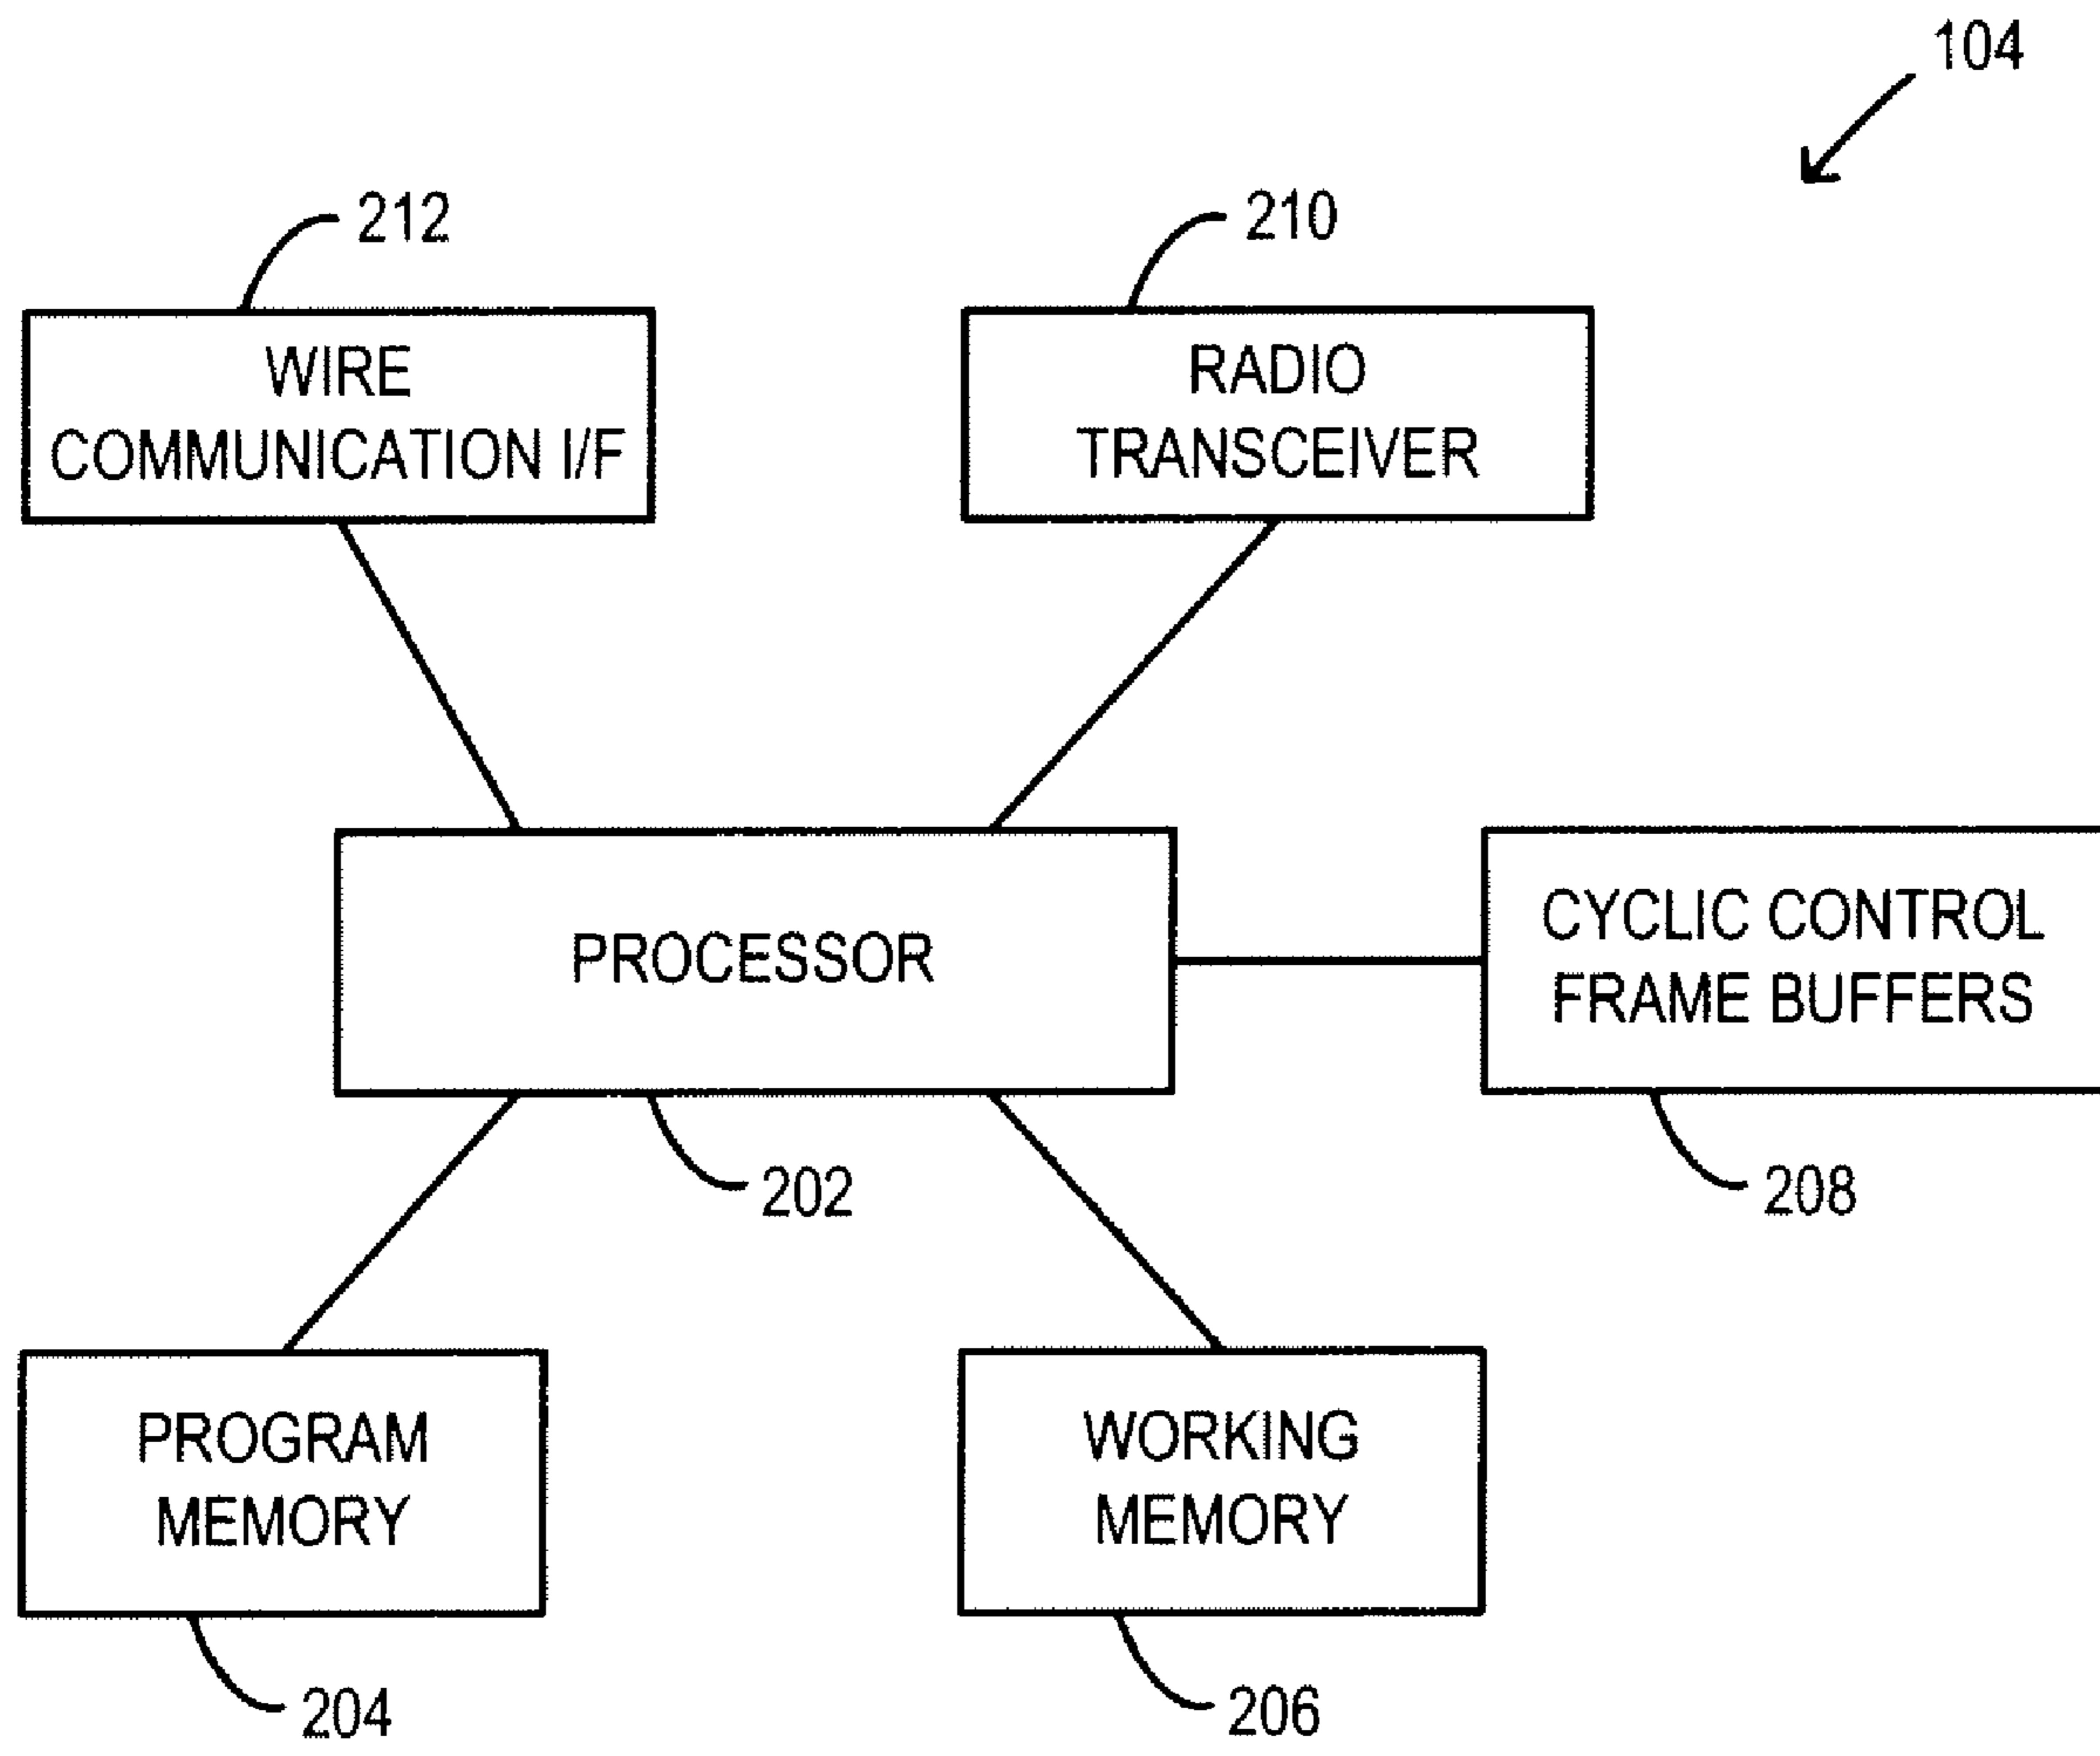 104
212
210
WIRE
COMMUNICATION I/F
RADIO
TRANSCEIVER
PROCESSOR
CYCLIC CONTROL
FRAME BUFFERS
202
208
PROGRAM
MEMORY
WORKING
MEMORY
204
206